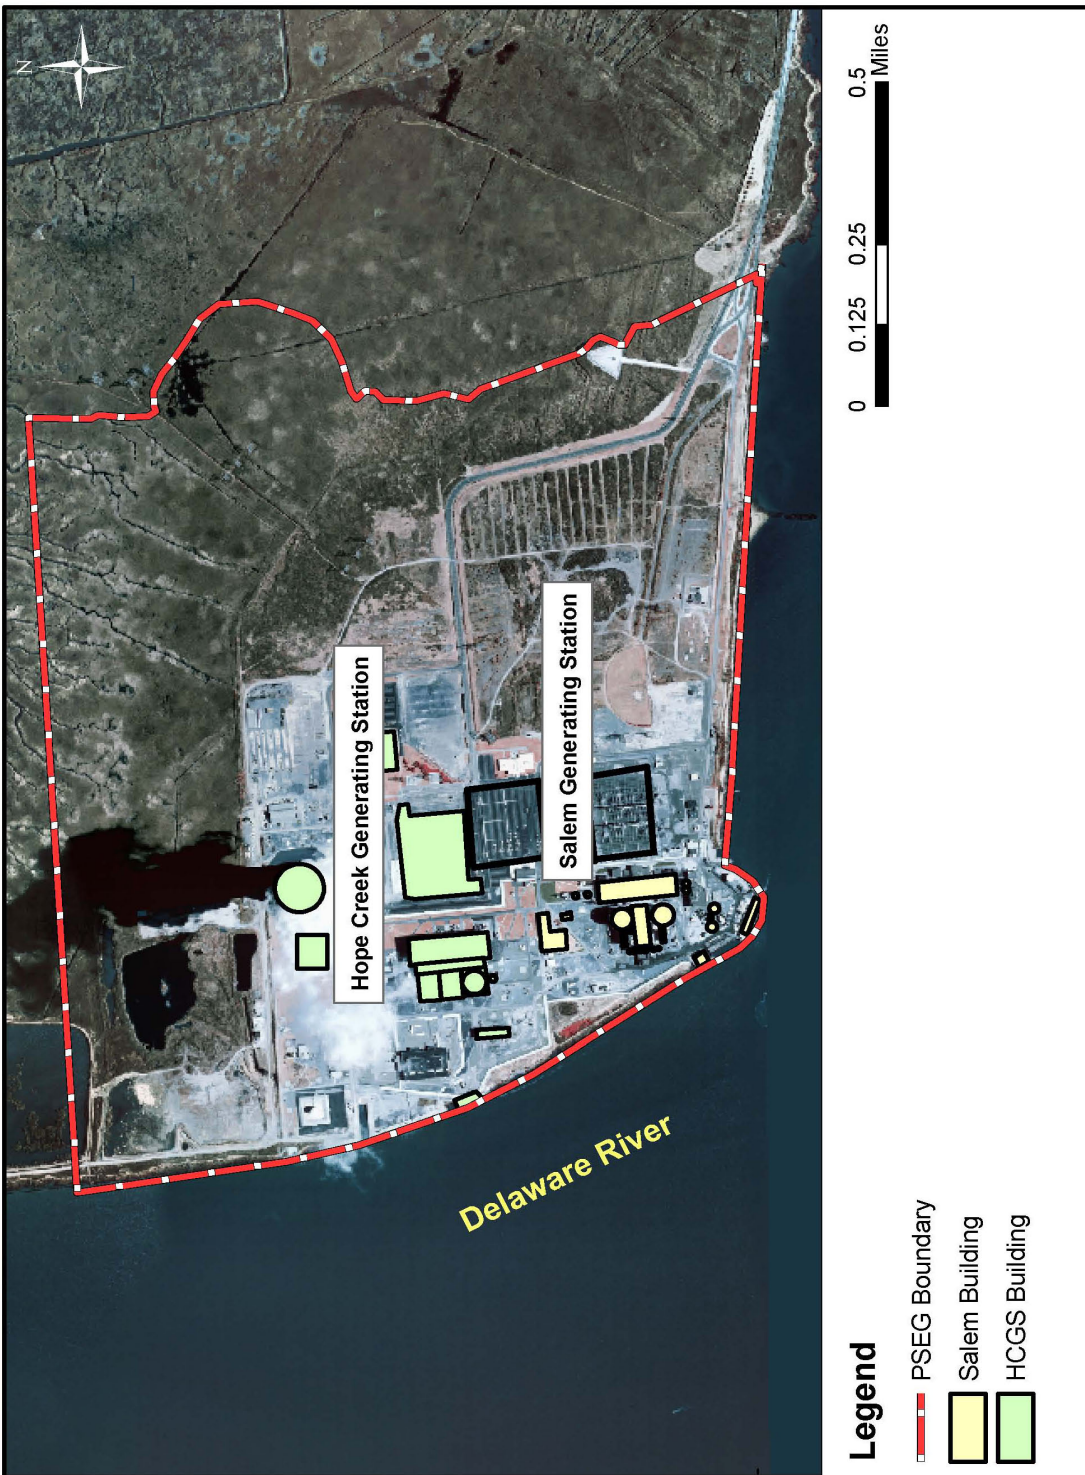 N
Hope Creek Generating Station
Salem Generating Station
Delaware River
Legend
PSEG Boundary
Salem Building
HCGS Building
0 0.125 0.25 0.5
Miles